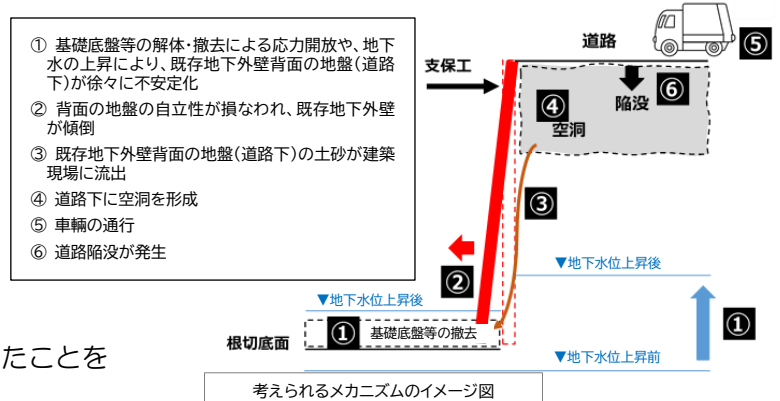 ① 基礎底盤等の解体・撤去による応力開放や、地下
水の上昇により、既存地下外壁背面の地盤(道路
下)が徐々に不安定化
② 背面の地盤の自立性が損なわれ、既存地下外壁
が傾倒
③ 既存地下外壁背面の地盤(道路下)の土砂が建築
現場に流出
④ 道路下に空洞を形成
⑤ 車輛の通行
⑥ 道路陥没が発生
道路
⑤
支保工
④
⑥
陥没
空洞
③
②
▼地下水位上昇後
▼地下水位上昇後
①
根切底面
①
基礎底盤等の撤去
▼地下水位上昇前
たことを
考えられるメカニズムのイメージ図